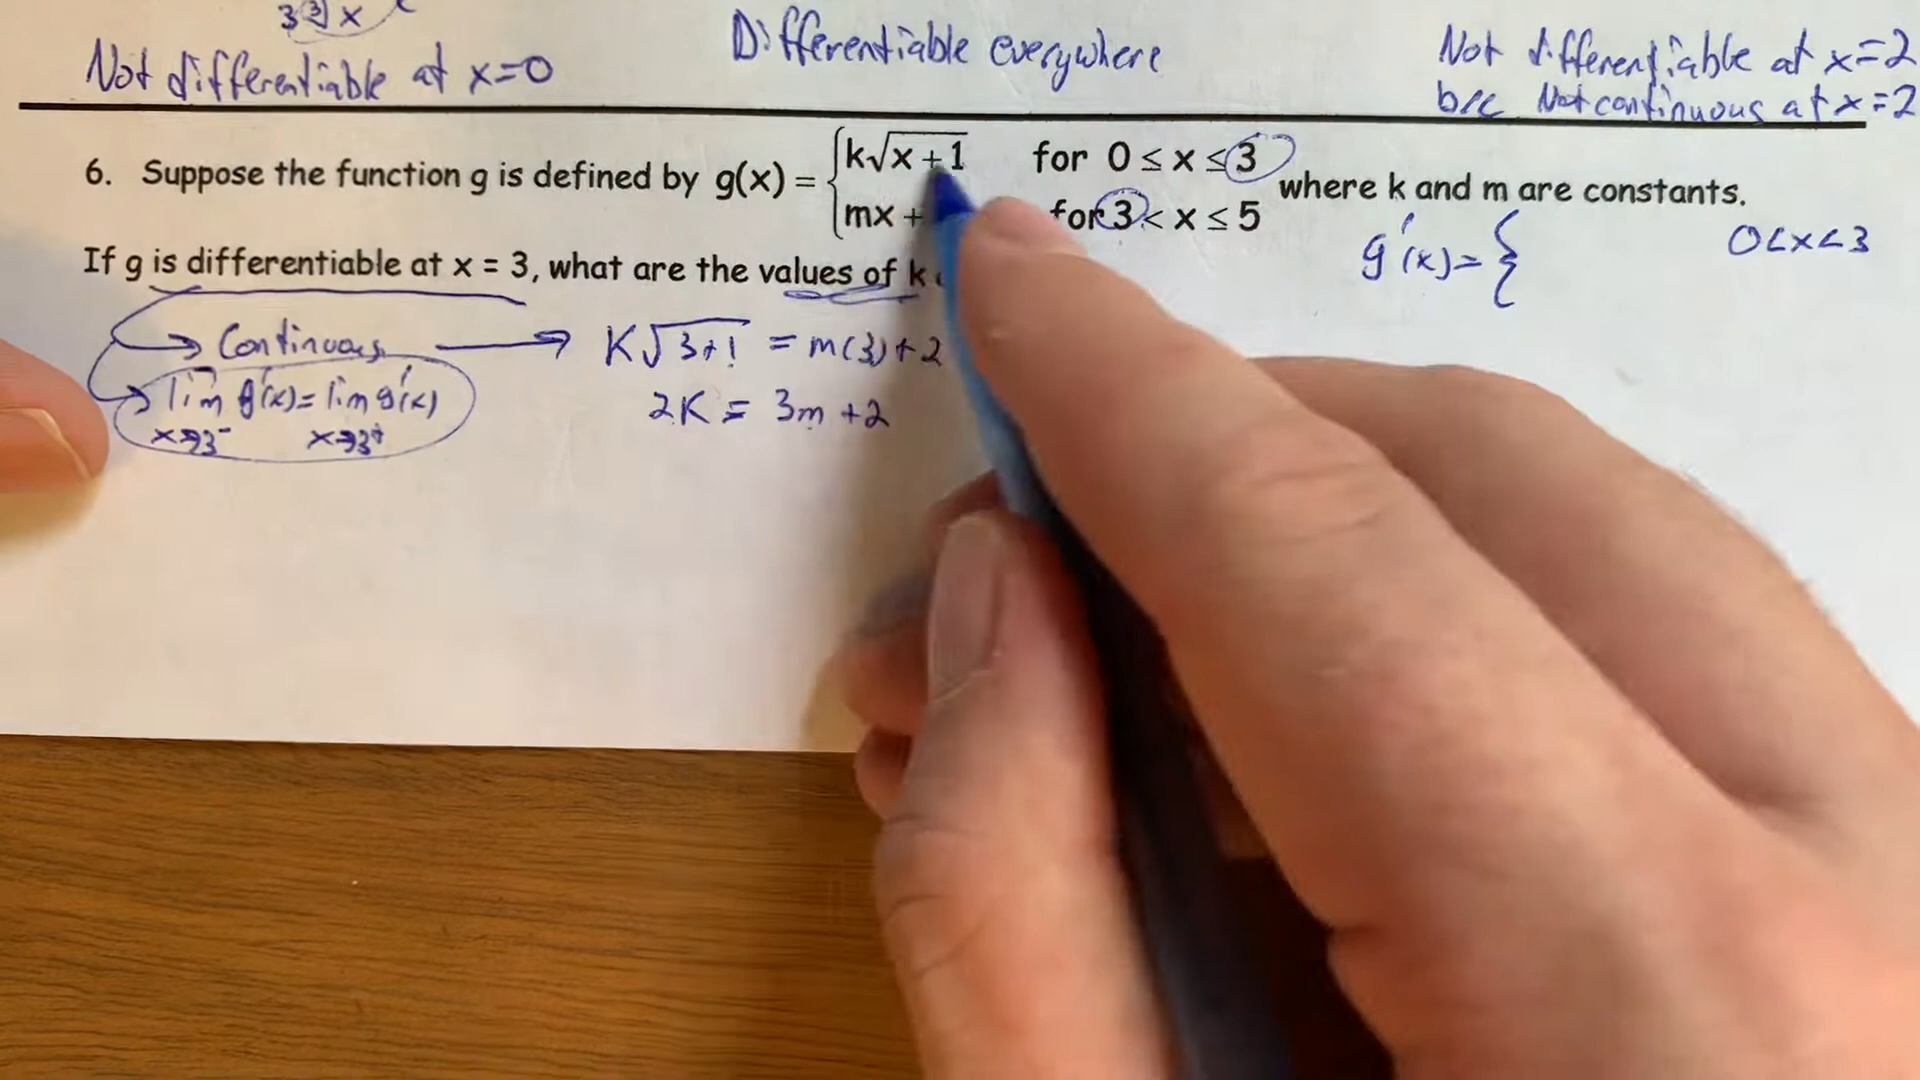 3∛x
Not differentiable at x=0
Differentiable everywhere
Not differentiable at x=2
b/c Not continuous at x=2
6. Suppose the function g is defined by g(x) = { k√x+1 for 0 ≤ x ≤ 3
mx + for 3 < x ≤ 5
where k and m are constants.
If g is differentiable at x = 3, what are the values of k
g'(x)= { 0<x<3
Continuous → K√3+1 = m(3)+2
lim g'(x)= lim g'(x)
x→3⁻ x→3⁺
2K = 3m +2